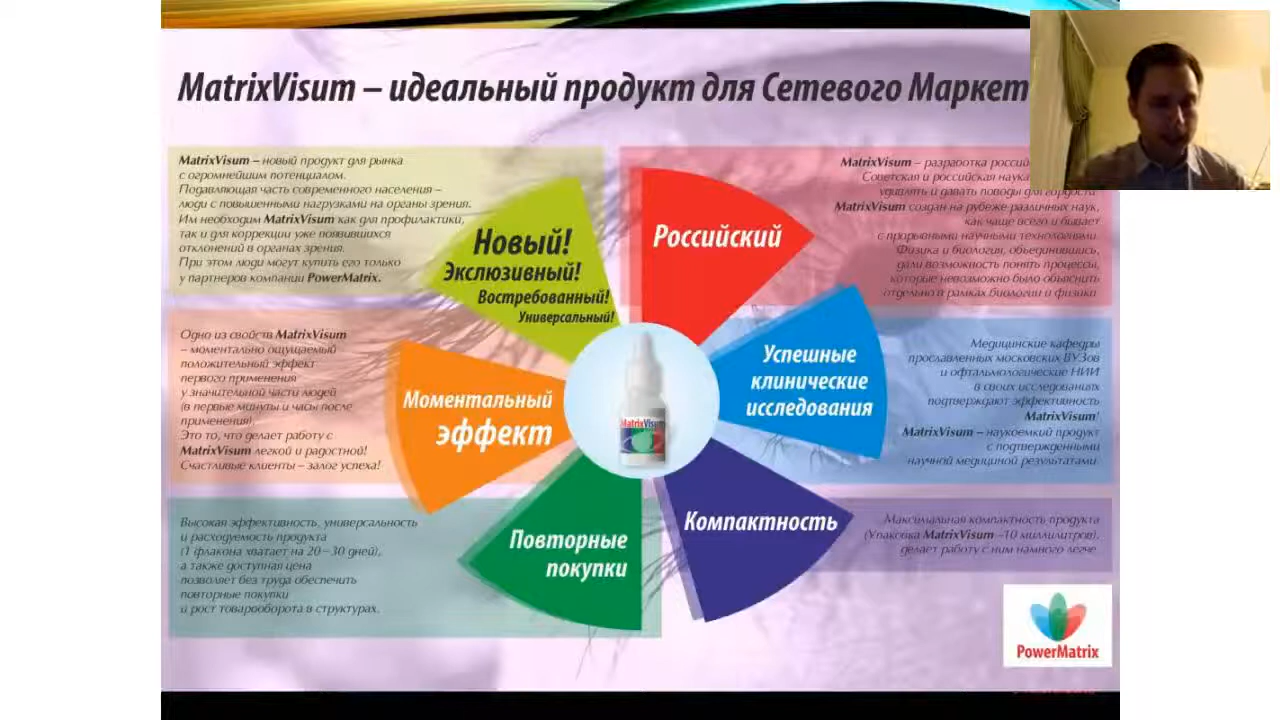 MatrixVisum – идеальный продукт для Сетевого Маркет
MatrixVisum – новый продукт для рынка
с огромнейшим потенциалом.
Подавляющая часть современного населения –
люди с повышенными нагрузками на органы зрения.
Им необходим MatrixVisum как для профилактики,
так и для коррекции уже появившихся
отклонений в органах зрения.
При этом люди могут купить его только
у партнеров компании PowerMatrix.
Новый!
Экслюзивный!
Востребованный!
Универсальный!
Российский
MatrixVisum – разработка россий
Советская и российская наука
удивлять и давать поводы для гордости.
MatrixVisum создан на рубеже различных наук,
как чаще всего и бывает
с прорывными научными технологиями.
Физика и биология, объединившись,
дали возможность понять процессы,
которые невозможно было объяснить
отдельно в рамках биологии и физики.
Одно из свойств MatrixVisum
– моментально ощущаемый
положительный эффект
первого применения
у значительной части людей
(в первые минуты и часы после
применения).
Это то, что делает работу с
MatrixVisum легкой и радостной!
Счастливые клиенты – залог успеха!
Моментальный
эффект
MatrixVisum
Успешные
клинические
исследования
Медицинские кафедры
прославленных московских ВУЗов
и офтальмологические НИИ
в своих исследованиях
подтверждают эффективность
MatrixVisum!
MatrixVisum – наукоемкий продукт
с подтвержденными
научной медициной результатами.
Высокая эффективность, универсальность
и расходуемость продукта
(1 флакона хватает на 20–30 дней),
а также доступная цена
позволяет без труда обеспечить
повторные покупки
и рост товарооборота в структурах.
Повторные
покупки
Компактность
Максимальная компактность продукта
(Упаковка MatrixVisum –10 миллилитров),
делает работу с ним намного легче.
PowerMatrix